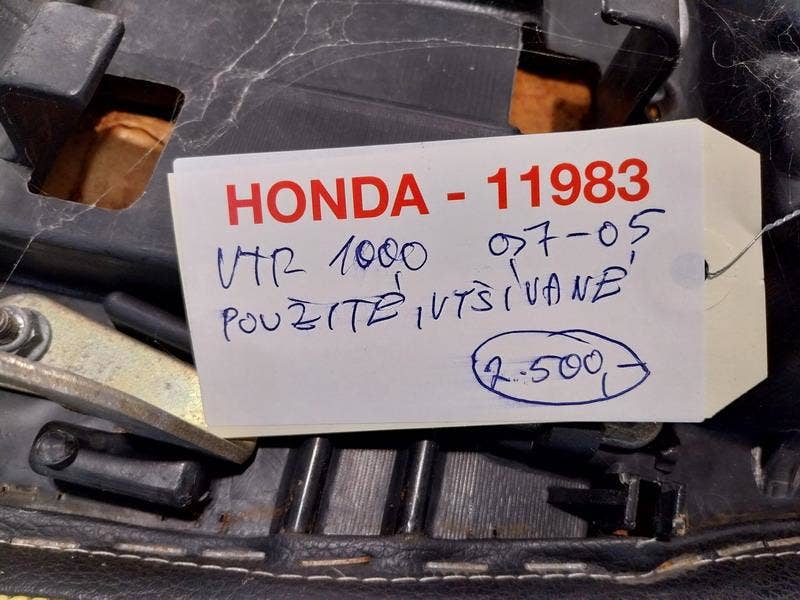 HONDA - 11983
VTR 1000 97-05
POUŽITÉ, VYŠÍVANÉ
2.500,-